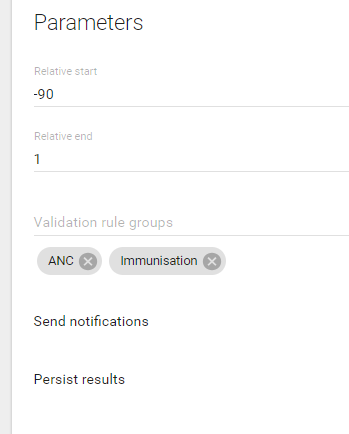 Parameters
Relative start
-90
Relative end
1
Validation rule groups
ANC Immunisation
Send notifications
Persist results